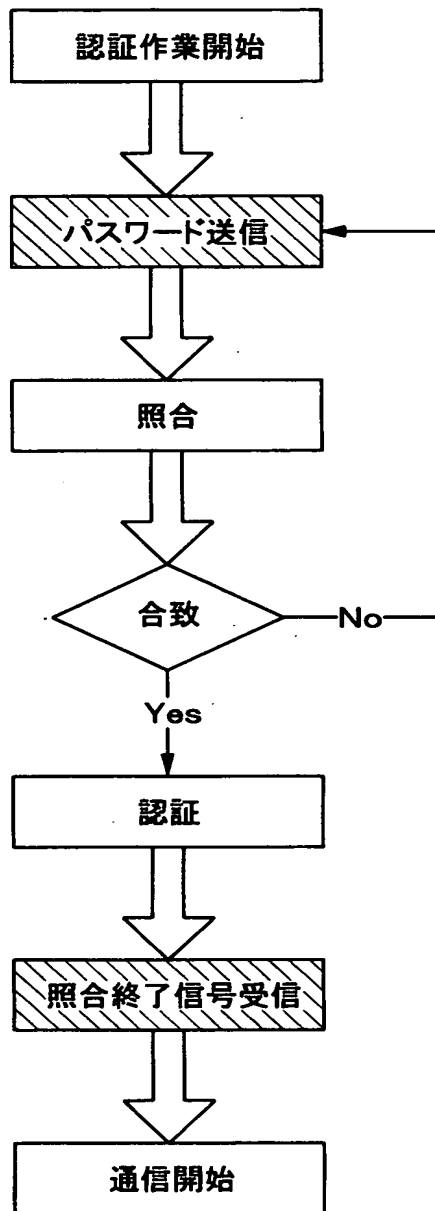 認証作業開始
パスワード送信
照合
合致
No
Yes
認証
照合終了信号受信
通信開始